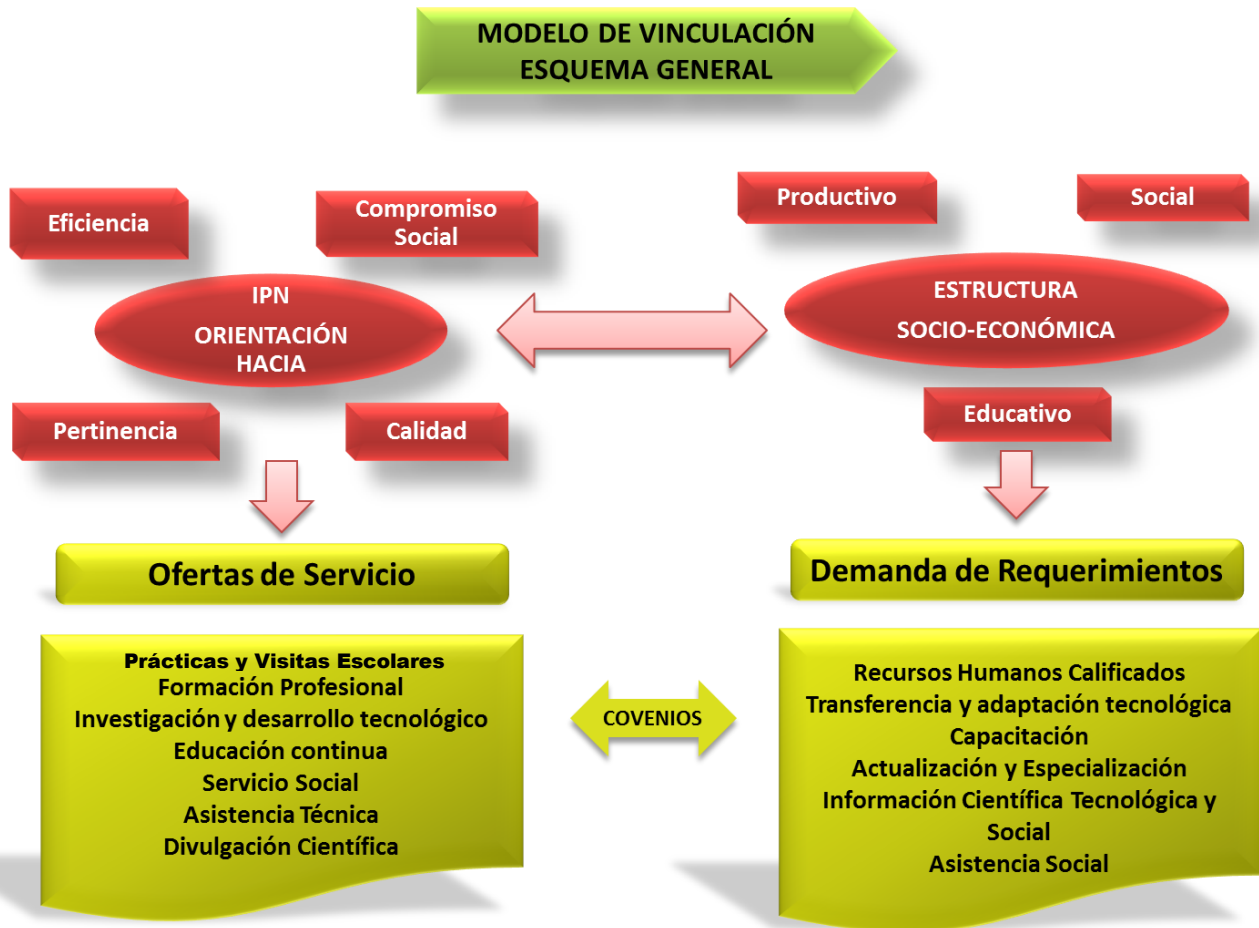 MODELO DE VINCULACIÓN
ESQUEMA GENERAL
Eficiencia
Compromiso
Social
IPN
ORIENTACIÓN
HACIA
Pertinencia
Calidad
Productivo
Social
ESTRUCTURA
SOCIO-ECONÓMICA
Educativo
Ofertas de Servicio
Demanda de Requerimientos
Prácticas y Visitas Escolares
Formación Profesional
Investigación y desarrollo tecnológico
Educación continua
Servicio Social
Asistencia Técnica
Divulgación Científica
COVENIOS
Recursos Humanos Calificados
Transferencia y adaptación tecnológica
Capacitación
Actualización y Especialización
Información Científica Tecnológica y
Social
Asistencia Social